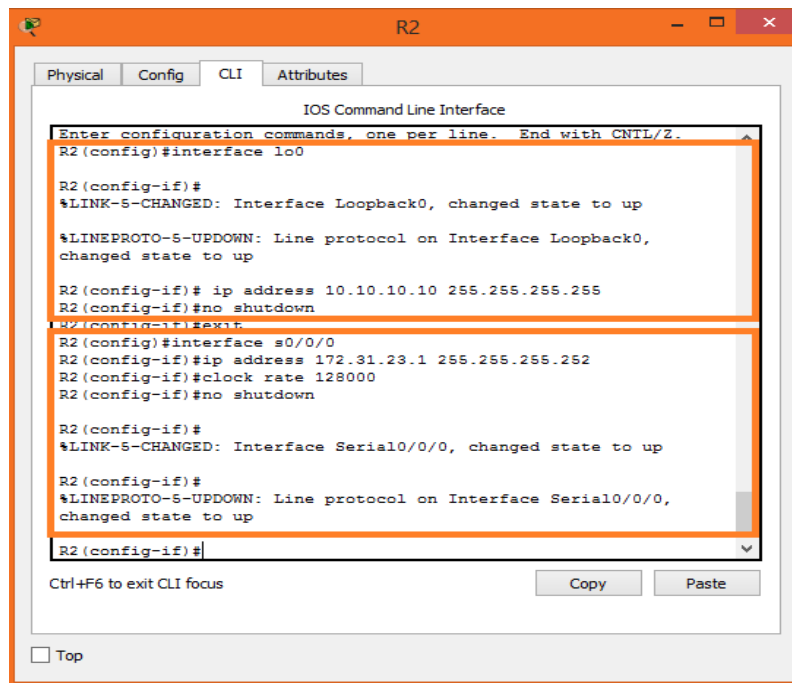 R2
Physical Config CLI Attributes
IOS Command Line Interface
Enter configuration commands, one per line. End with CNTL/Z.
R2(config)#interface lo0
R2(config-if)#
%LINK-5-CHANGED: Interface Loopback0, changed state to up
%LINEPROTO-5-UPDOWN: Line protocol on Interface Loopback0,
changed state to up
R2(config-if)# ip address 10.10.10.10 255.255.255.255
R2(config-if)#no shutdown
R2(config-if)#exit
R2(config)#interface s0/0/0
R2(config-if)#ip address 172.31.23.1 255.255.255.252
R2(config-if)#clock rate 128000
R2(config-if)#no shutdown
R2(config-if)#
%LINK-5-CHANGED: Interface Serial0/0/0, changed state to up
R2(config-if)#
%LINEPROTO-5-UPDOWN: Line protocol on Interface Serial0/0/0,
changed state to up
R2(config-if)#
Ctrl+F6 to exit CLI focus
Copy Paste
Top